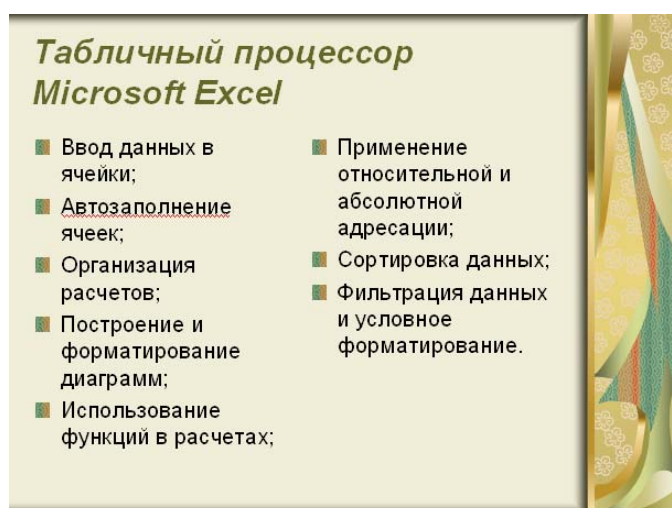 Табличный процессор
Microsoft Excel
Ввод данных в
ячейки;
Автозаполнение
ячеек;
Организация
расчетов;
Построение и
форматирование
диаграмм;
Использование
функций в расчетах;
Применение
относительной и
абсолютной
адресации;
Сортировка данных;
Фильтрация данных
и условное
форматирование.